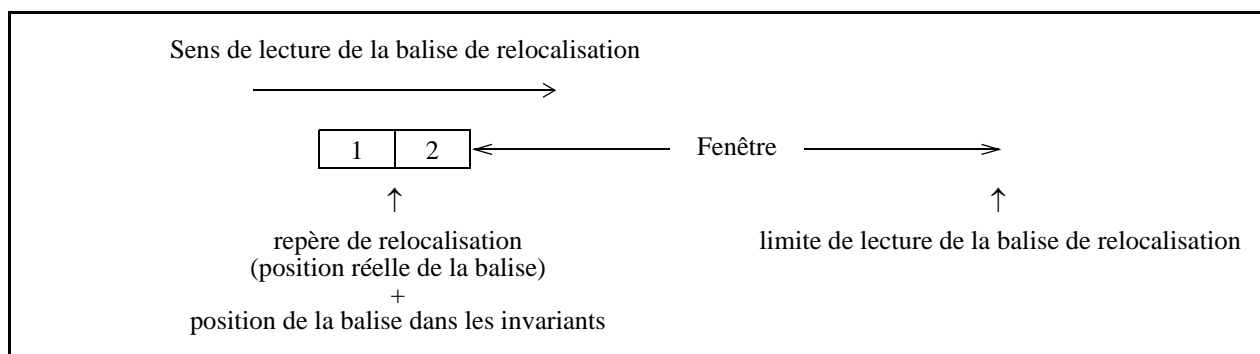 Sens de lecture de la balise de relocalisation
1 2 Fenêtre
repère de relocalisation
(position réelle de la balise)
+
position de la balise dans les invariants
limite de lecture de la balise de relocalisation